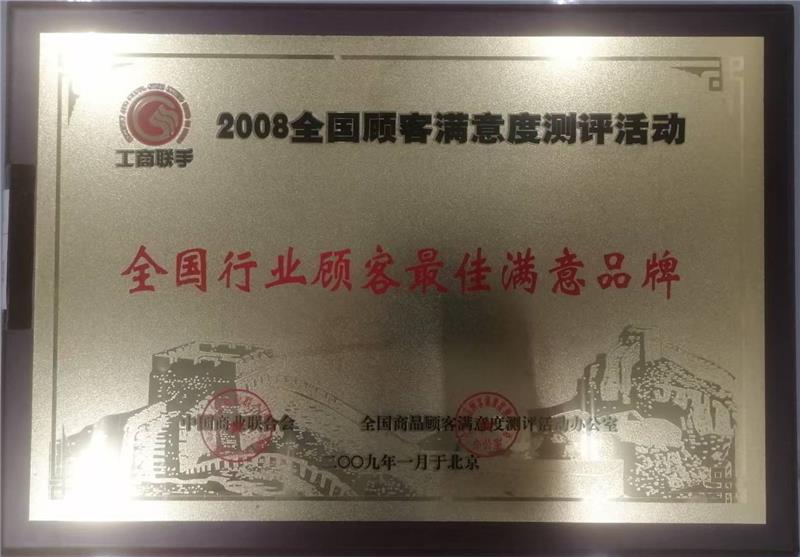 2008全国顾客满意度测评活动
工商联手
全国行业顾客最佳满意品牌
中国商业联合会 全国商品顾客满意度测评活动办公室
二〇〇九年一月于北京
办公室